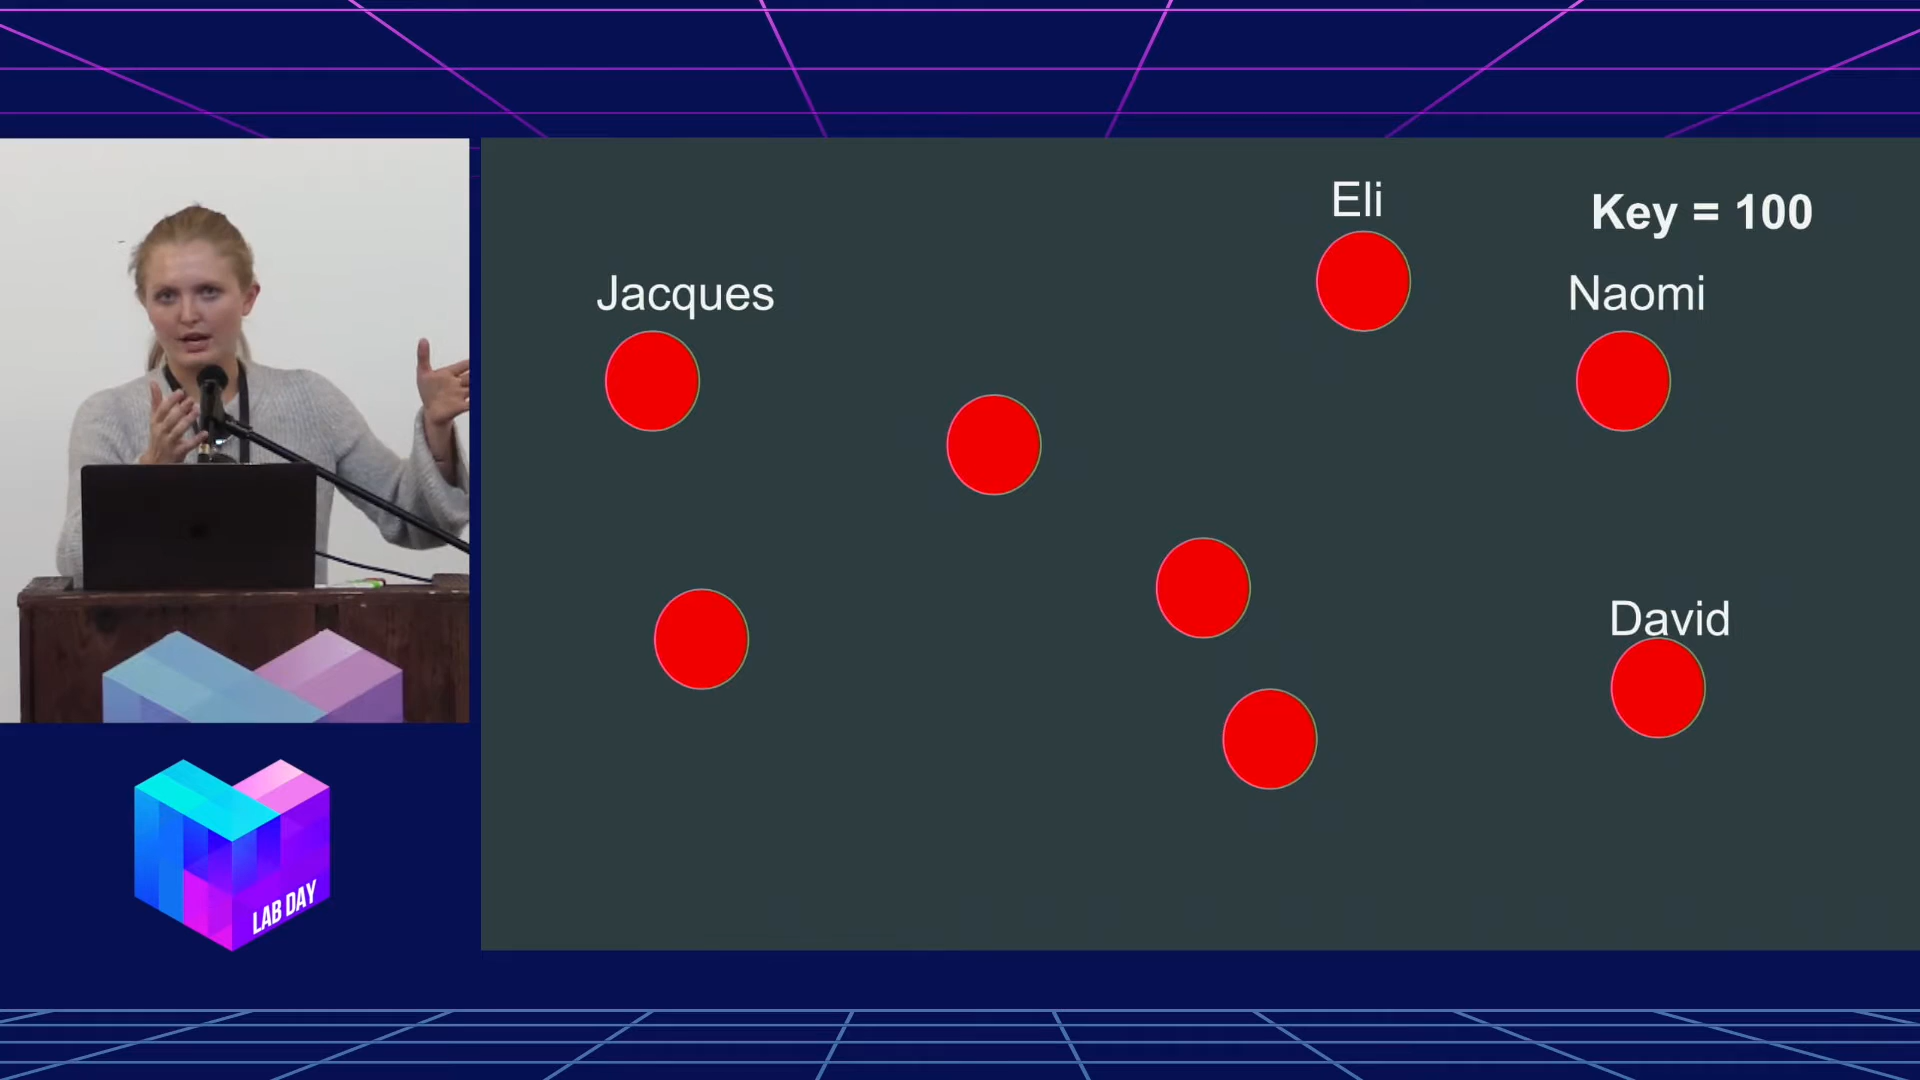 Eli
Key = 100
Jacques
Naomi
David
LAB DAY